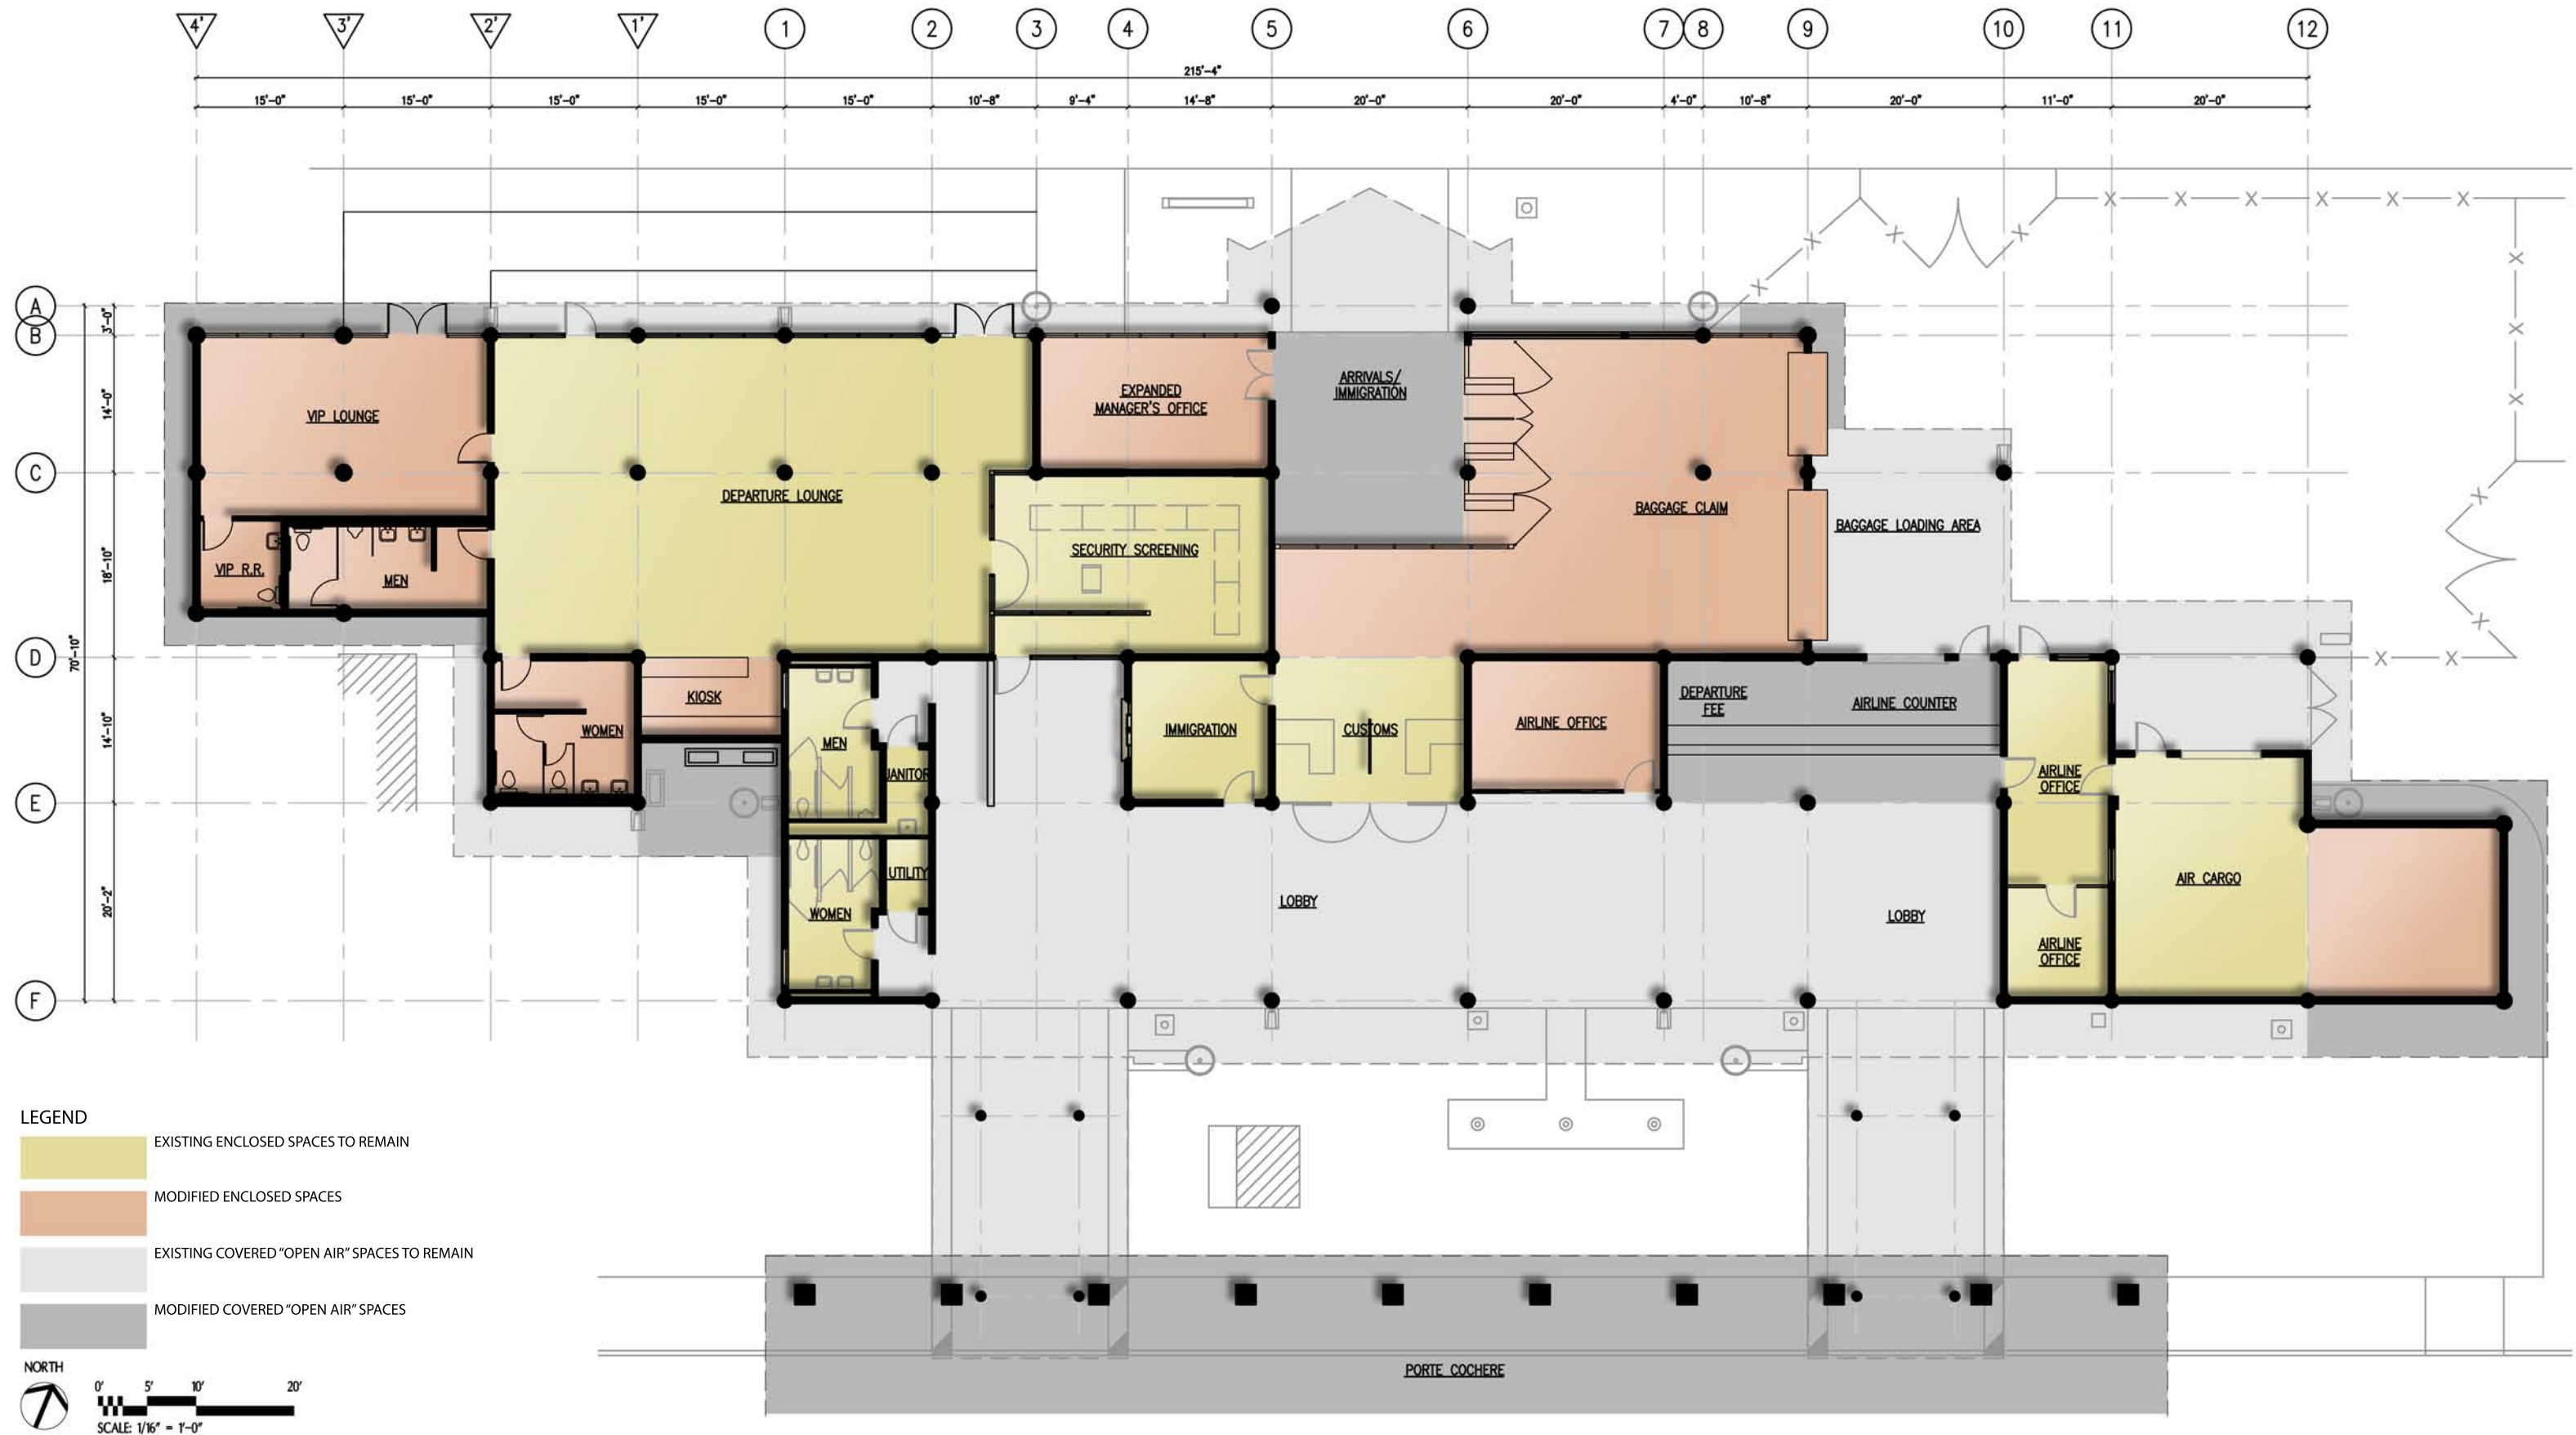 4' 3' 2' 1' 1 2 3 4 5 6 7 8 9 10 11 12
215'-4"
15'-0" 15'-0" 15'-0" 15'-0" 15'-0" 10'-8" 9'-4" 14'-8" 20'-0" 20'-0" 4'-0" 10'-8" 20'-0" 11'-0" 20'-0"
X X X X X X
X X X
X
X
X
X
A
B
C
D
E
F
3'-0"
14'-0"
18'-10"
70'-10"
14'-10"
20'-2"
VIP LOUNGE
EXPANDED
MANAGER'S OFFICE
ARRIVALS/
IMMIGRATION
DEPARTURE LOUNGE
BAGGAGE CLAIM
BAGGAGE LOADING AREA
SECURITY SCREENING
VIP R.R.
MEN
X
X
X X
KIOSK
WOMEN
MEN
JANITOR
IMMIGRATION
CUSTOMS
AIRLINE OFFICE
DEPARTURE
FEE
AIRLINE COUNTER
AIRLINE
OFFICE
UTILITY
WOMEN
LOBBY
LOBBY
AIR CARGO
AIRLINE
OFFICE
LEGEND
EXISTING ENCLOSED SPACES TO REMAIN
MODIFIED ENCLOSED SPACES
EXISTING COVERED "OPEN AIR" SPACES TO REMAIN
MODIFIED COVERED "OPEN AIR" SPACES
NORTH
0' 5' 10' 20'
SCALE: 1/16" = 1'-0"
PORTE COCHERE